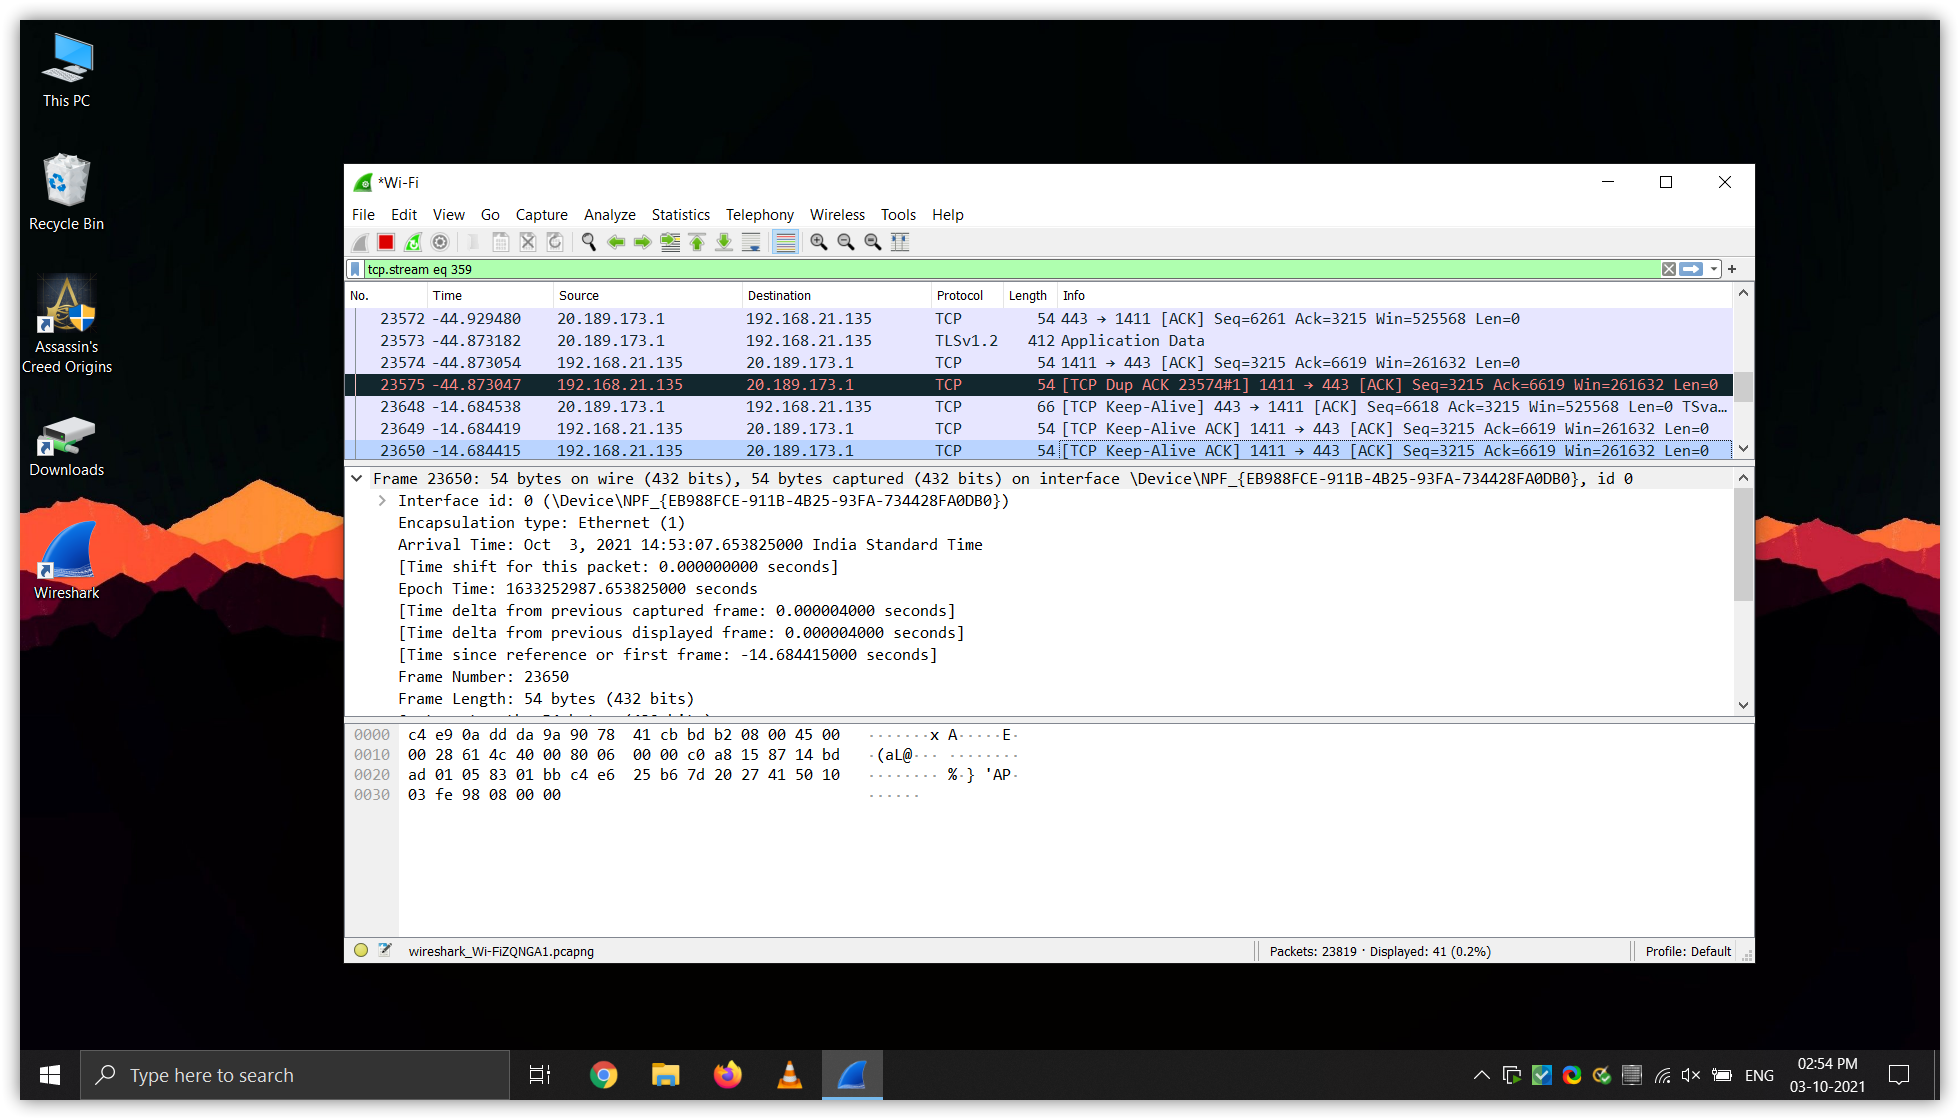 This PC
Recycle Bin
Assassin's
Creed Origins
Downloads
Wireshark
*Wi-Fi
File Edit View Go Capture Analyze Statistics Telephony Wireless Tools Help
tcp.stream eq 359
No. Time Source Destination Protocol Length Info
23572 -44.929480 20.189.173.1 192.168.21.135 TCP 54 443 → 1411 [ACK] Seq=6261 Ack=3215 Win=525568 Len=0
23573 -44.873182 20.189.173.1 192.168.21.135 TLSv1.2 412 Application Data
23574 -44.873054 192.168.21.135 20.189.173.1 TCP 54 1411 → 443 [ACK] Seq=3215 Ack=6619 Win=261632 Len=0
23575 -44.873047 192.168.21.135 20.189.173.1 TCP 54 [TCP Dup ACK 23574#1] 1411 → 443 [ACK] Seq=3215 Ack=6619 Win=261632 Len=0
23648 -14.684538 20.189.173.1 192.168.21.135 TCP 66 [TCP Keep-Alive] 443 → 1411 [ACK] Seq=6618 Ack=3215 Win=525568 Len=0 TSva…
23649 -14.684419 192.168.21.135 20.189.173.1 TCP 54 [TCP Keep-Alive ACK] 1411 → 443 [ACK] Seq=3215 Ack=6619 Win=261632 Len=0
23650 -14.684415 192.168.21.135 20.189.173.1 TCP 54 [TCP Keep-Alive ACK] 1411 → 443 [ACK] Seq=3215 Ack=6619 Win=261632 Len=0
Frame 23650: 54 bytes on wire (432 bits), 54 bytes captured (432 bits) on interface \Device\NPF_{EB988FCE-911B-4B25-93FA-734428FA0DB0}, id 0
Interface id: 0 (\Device\NPF_{EB988FCE-911B-4B25-93FA-734428FA0DB0})
Encapsulation type: Ethernet (1)
Arrival Time: Oct 3, 2021 14:53:07.653825000 India Standard Time
[Time shift for this packet: 0.000000000 seconds]
Epoch Time: 1633252987.653825000 seconds
[Time delta from previous captured frame: 0.000004000 seconds]
[Time delta from previous displayed frame: 0.000004000 seconds]
[Time since reference or first frame: -14.684415000 seconds]
Frame Number: 23650
Frame Length: 54 bytes (432 bits)
0000 c4 e9 0a dd da 9a 90 78 41 cb bd b2 08 00 45 00 ·······x A·····E·
0010 00 28 61 4c 40 00 80 06 00 00 c0 a8 15 87 14 bd ·(aL@··· ········
0020 ad 01 05 83 01 bb c4 e6 25 b6 7d 20 27 41 50 10 ········ %·} 'AP·
0030 03 fe 98 08 00 00 ······
wireshark_Wi-FiZQNGA1.pcapng Packets: 23819 · Displayed: 41 (0.2%) Profile: Default
Type here to search
ENG
02:54 PM
03-10-2021